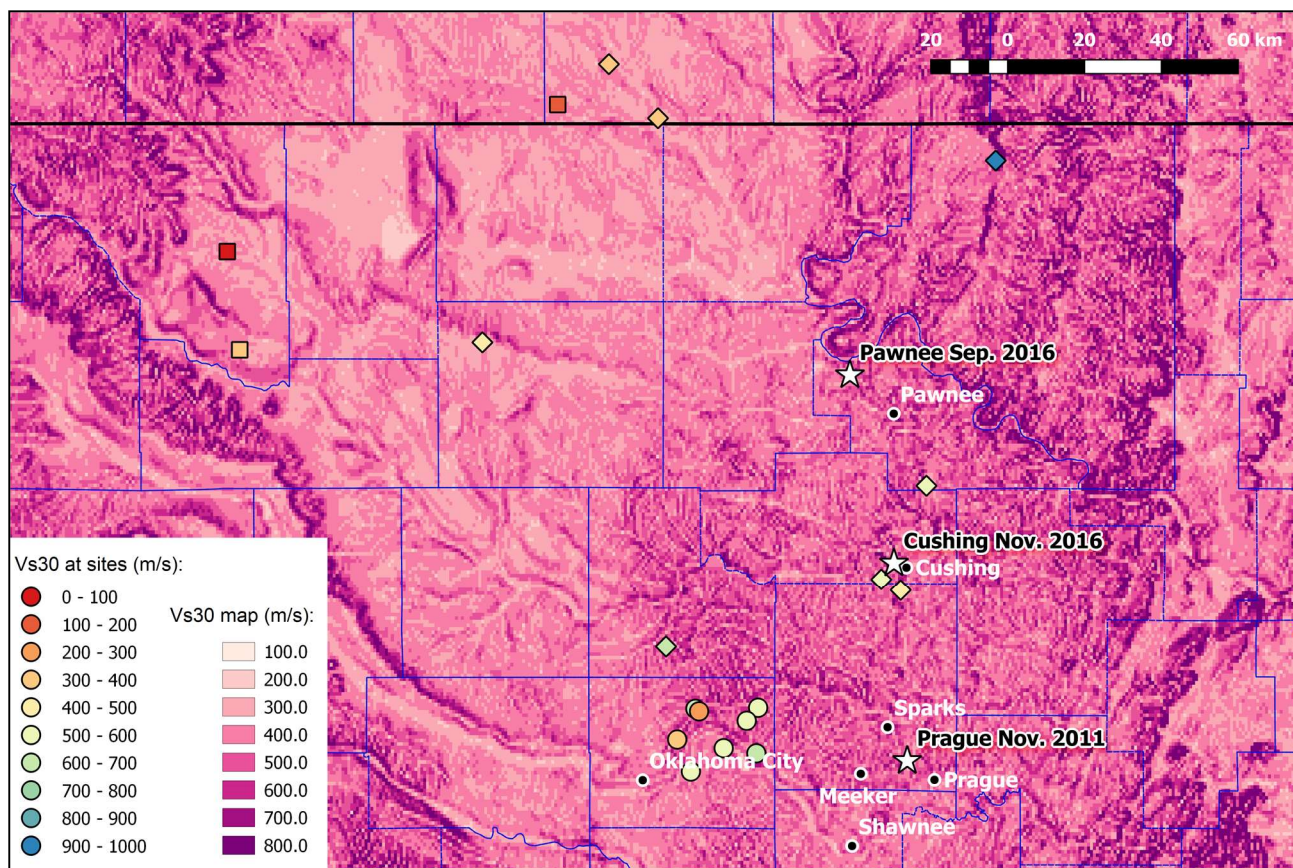 20 0 20 40 60 km
Pawnee Sep. 2016
Pawnee
Cushing Nov. 2016
Cushing
Sparks
Prague Nov. 2011
Oklahoma City
Meeker
Prague
Shawnee
Vs30 at sites (m/s):
0 - 100
100 - 200
200 - 300
300 - 400
400 - 500
500 - 600
600 - 700
700 - 800
800 - 900
900 - 1000
Vs30 map (m/s):
100.0
200.0
300.0
400.0
500.0
600.0
700.0
800.0